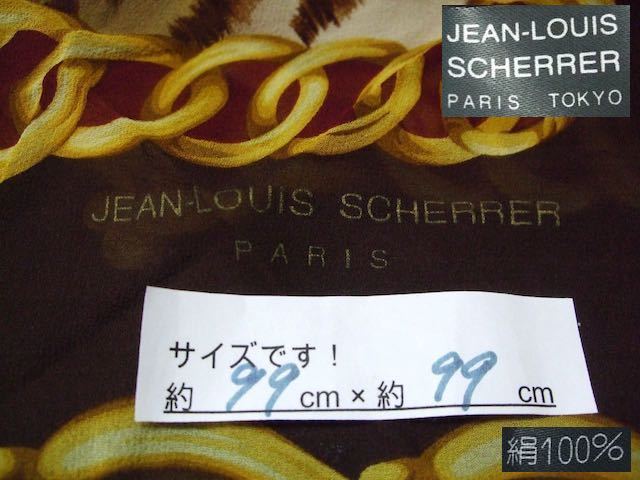 JEAN-LOUIS
SCHERRER
PARIS TOKYO
JEAN-LOUIS SCHERRER
PARIS
サイズです！
約 99 cm × 約 99 cm
絹100%